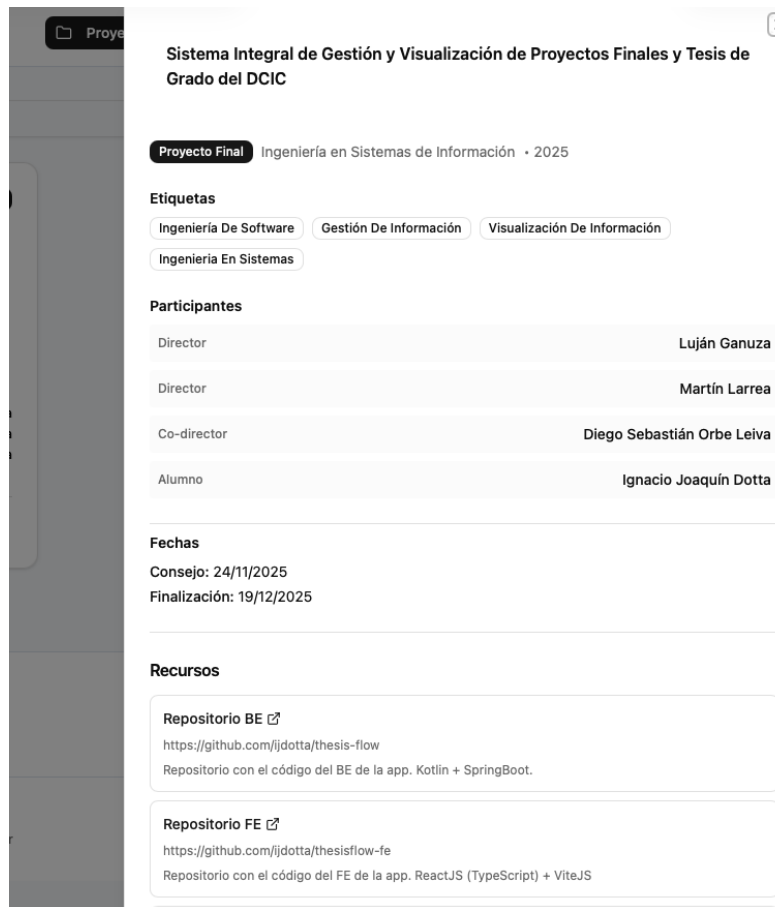 Sistema Integral de Gestión y Visualización de Proyectos Finales y Tesis de
Grado del DCIC
Proyecto Final Ingeniería en Sistemas de Información • 2025
Etiquetas
Ingeniería De Software Gestión De Información Visualización De Información
Ingenieria En Sistemas
Participantes
Director Luján Ganuza
Director Martín Larrea
Co-director Diego Sebastián Orbe Leiva
Alumno Ignacio Joaquín Dotta
Fechas
Consejo: 24/11/2025
Finalización: 19/12/2025
Recursos
Repositorio BE
https://github.com/ijdotta/thesis-flow
Repositorio con el código del BE de la app. Kotlin + SpringBoot.
Repositorio FE
https://github.com/ijdotta/thesisflow-fe
Repositorio con el código del FE de la app. ReactJS (TypeScript) + ViteJS